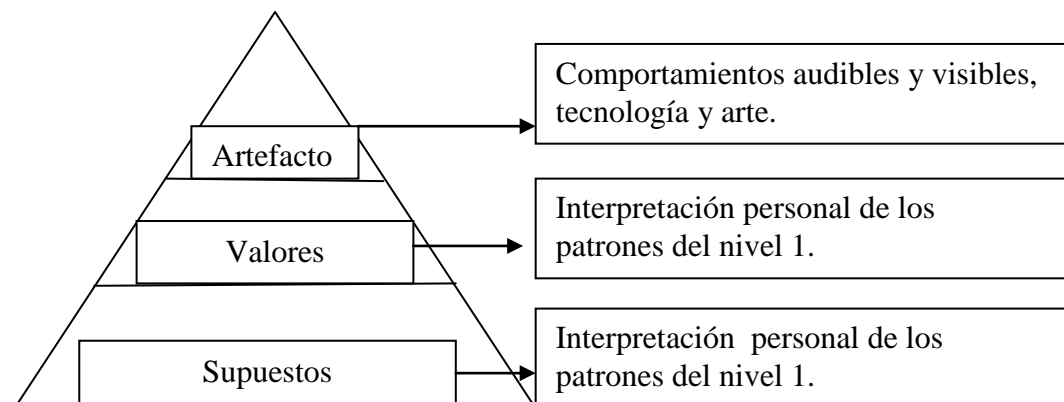 Artefacto
Comportamientos audibles y visibles,
tecnología y arte.
Valores
Interpretación personal de los
patrones del nivel 1.
Supuestos
Interpretación  personal de los
patrones del nivel 1.